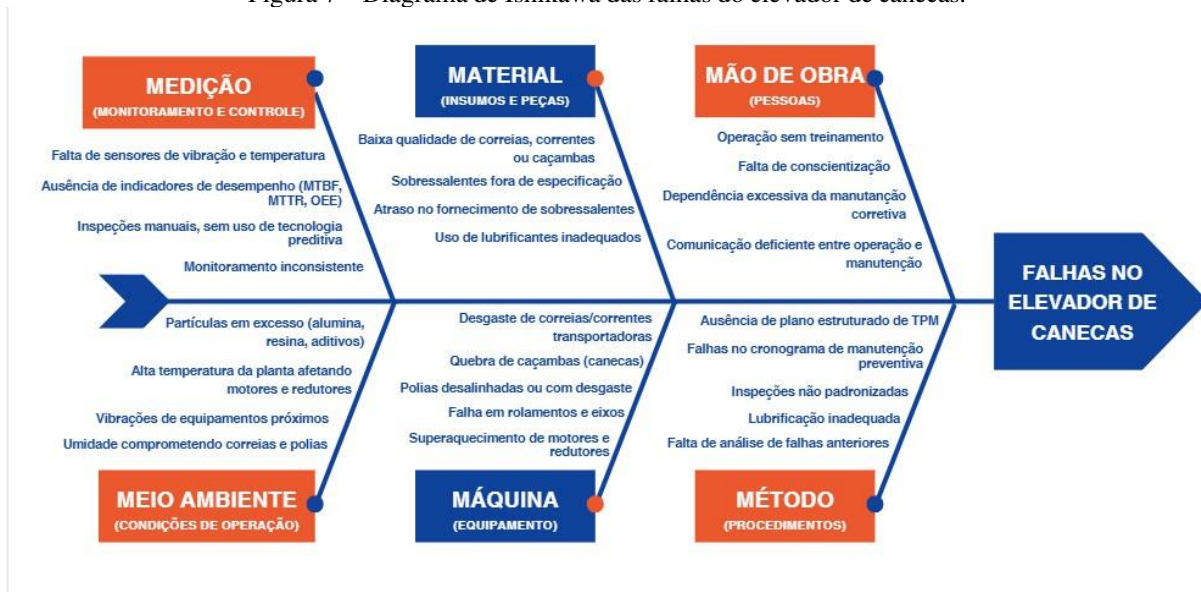 Figura 7 – Diagrama de Ishikawa das falhas do elevador de canecas.
MEDIÇÃO
(MONITORAMENTO E CONTROLE)
Falta de sensores de vibração e temperatura
Ausência de indicadores de desempenho (MTBF,
MTTR, OEE)
Inspeções manuais, sem uso de tecnologia
preditiva
Monitoramento inconsistente
MATERIAL
(INSUMOS E PEÇAS)
Baixa qualidade de correias, correntes
ou caçambas
Sobressalentes fora de especificação
Atraso no fornecimento de sobressalentes
Uso de lubrificantes inadequados
MÃO DE OBRA
(PESSOAS)
Operação sem treinamento
Falta de conscientização
Dependência excessiva da manutanção
corretiva
Comunicação deficiente entre operação e
manutenção
FALHAS NO
ELEVADOR DE
CANECAS
Partículas em excesso (alumina,
resina, aditivos)
Alta temperatura da planta afetando
motores e redutores
Vibrações de equipamentos próximos
Umidade comprometendo correias e polias
MEIO AMBIENTE
(CONDIÇÕES DE OPERAÇÃO)
Desgaste de correias/correntes
transportadoras
Quebra de caçambas (canecas)
Polias desalinhadas ou com desgaste
Falha em rolamentos e eixos
Superaquecimento de motores e
redutores
MÁQUINA
(EQUIPAMENTO)
Ausência de plano estruturado de TPM
Falhas no cronograma de manutenção
preventiva
Inspeções não padronizadas
Lubrificação inadequada
Falta de análise de falhas anteriores
MÉTODO
(PROCEDIMENTOS)